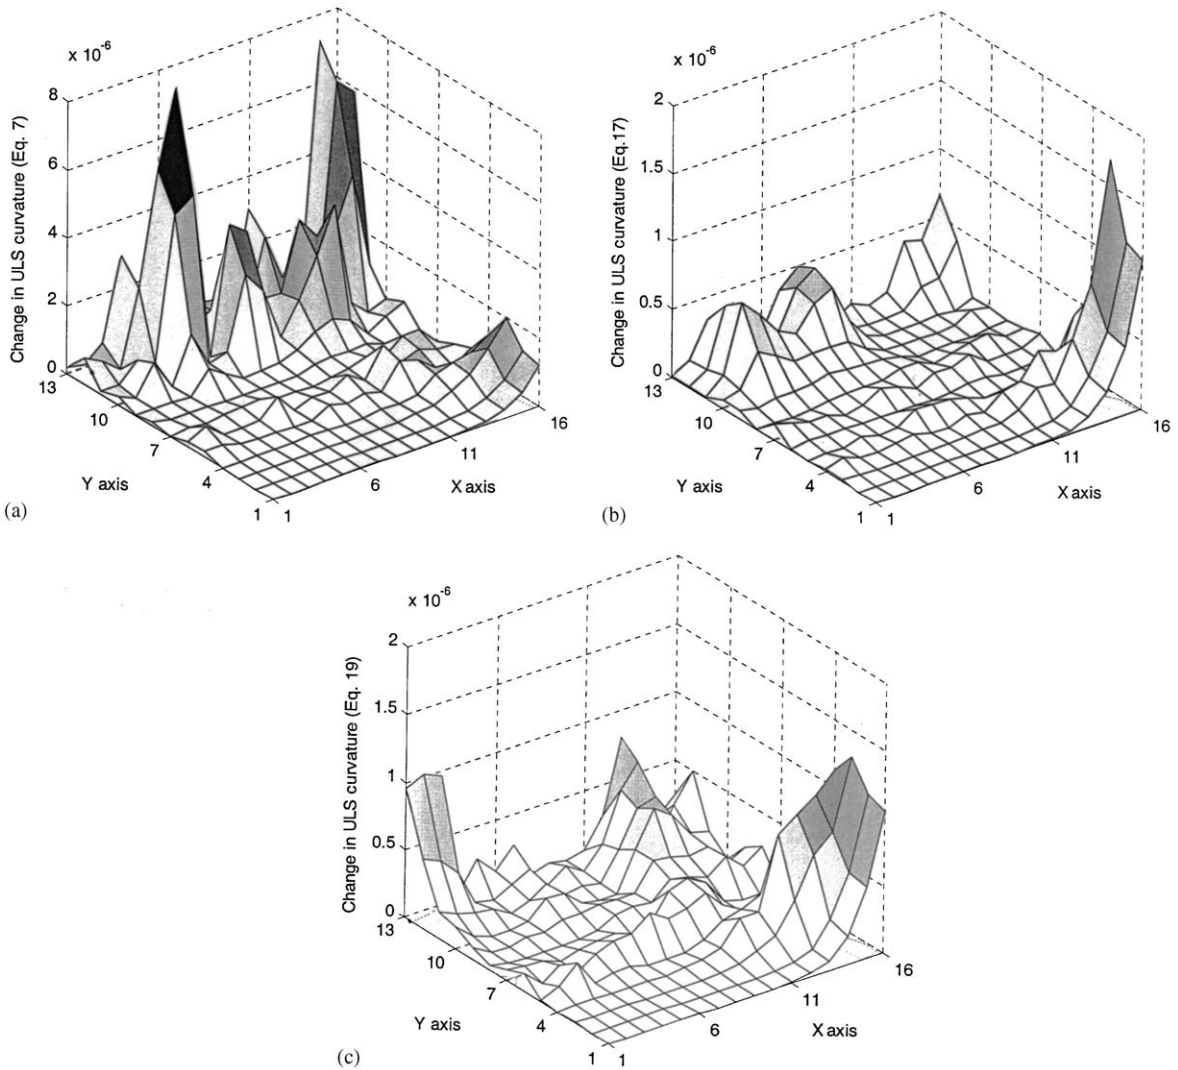 x 10-6
8
6
4
2
0
Change in ULS curvature (Eq. 7)
13
10
7
4
1
Y axis
1
6
11
16
X axis
(a)
x 10-6
2
1.5
1
0.5
0
Change in ULS curvature (Eq.17)
13
10
7
4
1
Y axis
1
6
11
16
X axis
(b)
x 10-6
2
1.5
1
0.5
0
Change in ULS curvature (Eq. 19)
13
10
7
4
1
Y axis
1
6
11
16
X axis
(c)